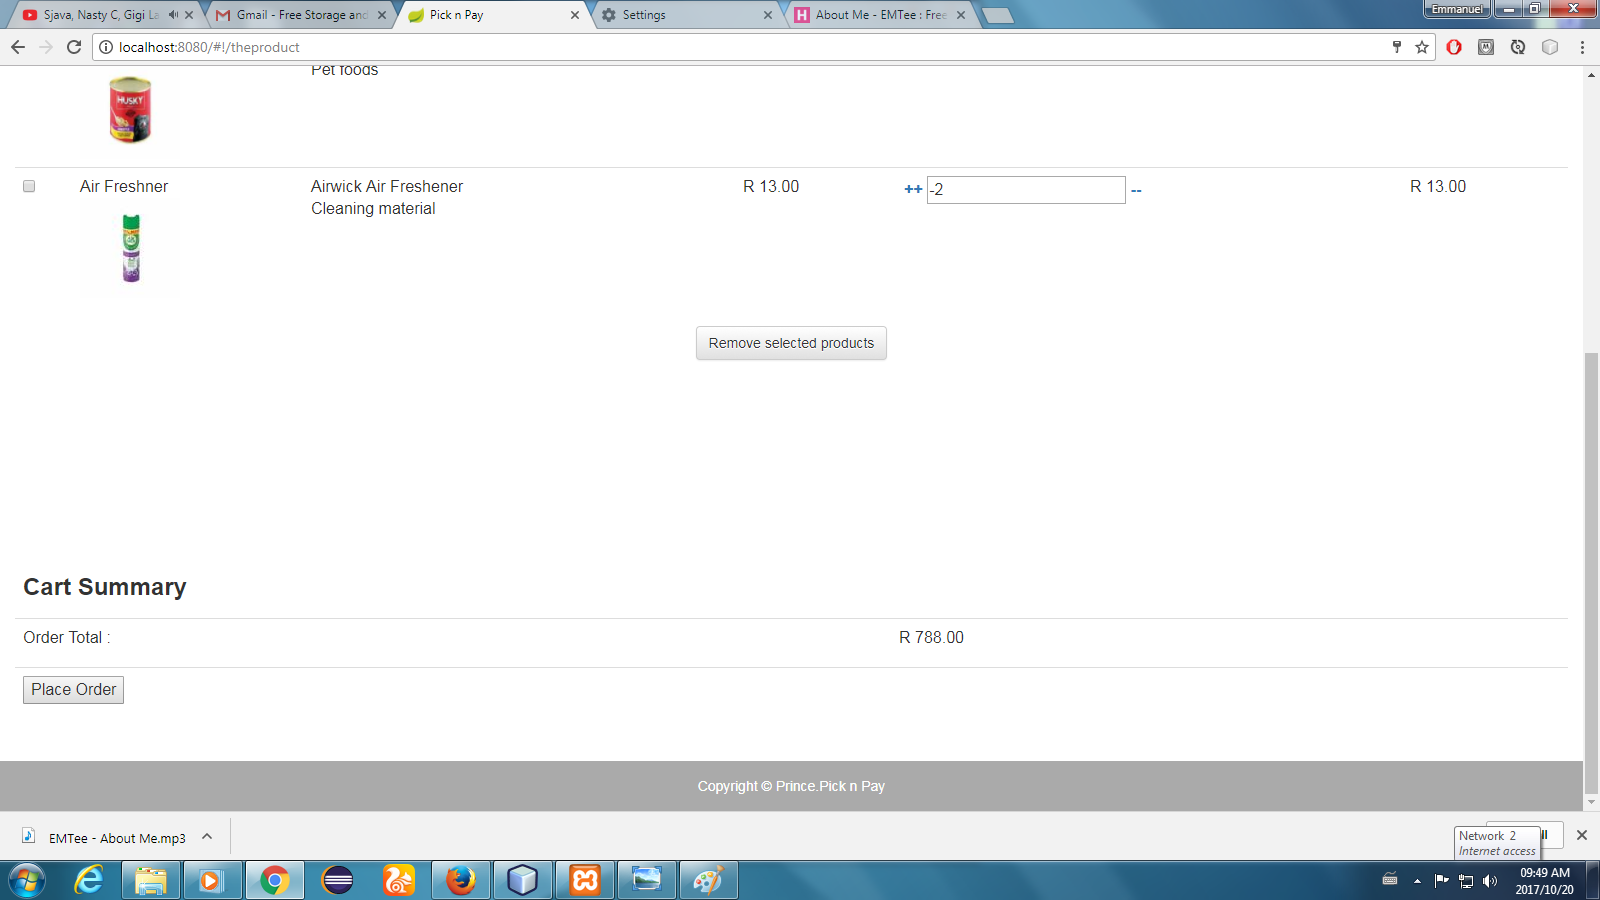 Sjava, Nasty C, Gigi La
Gmail - Free Storage and
Pick n Pay
Settings
About Me - EMTee : Free
Emmanuel
localhost:8080/#!/theproduct
Pet foods
HUSKY
Air Freshner
Airwick Air Freshener
R 13.00
++
-2
--
R 13.00
Cleaning material
Remove selected products
Cart Summary
Order Total :
R 788.00
Place Order
Copyright © Prince.Pick n Pay
EMTee - About Me.mp3
Network 2
Internet access
09:49 AM
2017/10/20